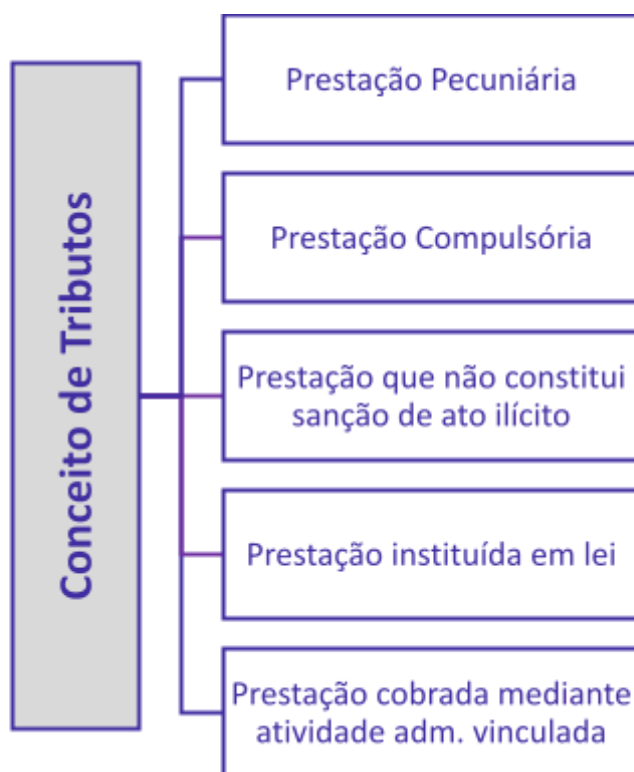 Conceito de Tributos
Prestação Pecuniária
Prestação Compulsória
Prestação que não constitui
sanção de ato ilícito
Prestação instituída em lei
Prestação cobrada mediante
atividade adm. vinculada